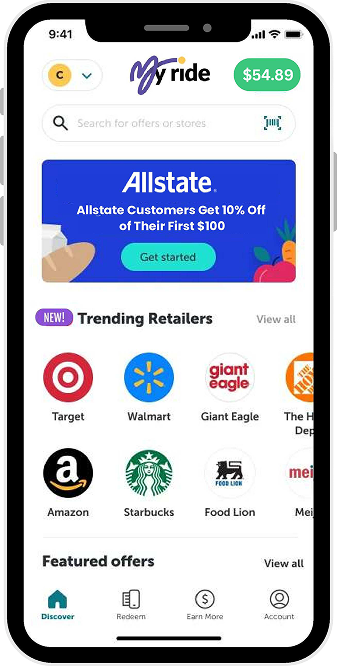 9:41
C
My ride
$54.89
Search for offers or stores
Allstate.
Allstate Customers Get 10% Off
of Their First $100
Get started
NEW! Trending Retailers View all
giant
eagle
Target Walmart Giant Eagle The H
Dep
a
FOOD LION
mei
Amazon Starbucks Food Lion Mei
Featured offers View all
$
Discover Redeem Earn More Account